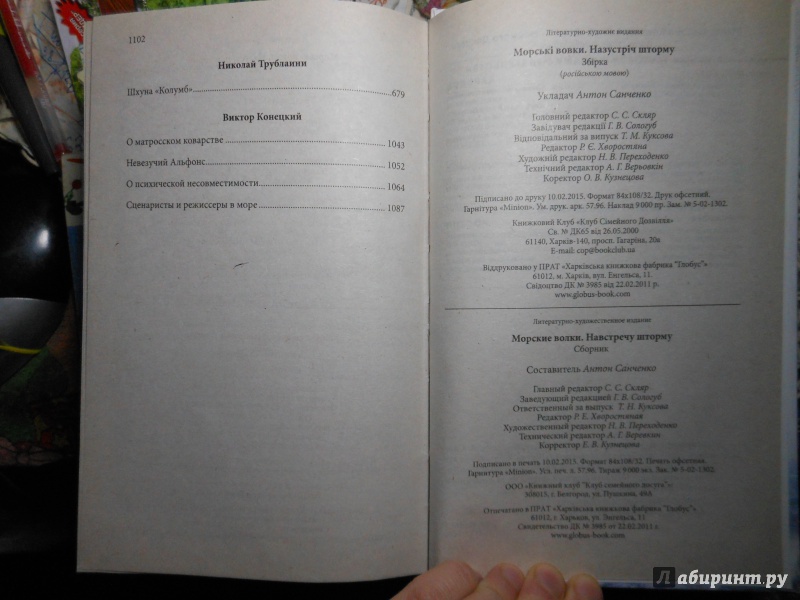 1102
Николай Трублаини
Шхуна «Колумб»........679
Виктор Конецкий
О матросском коварстве........1043
Невезучий Альфонс........1052
О психической несовместимости........1064
Сценаристы и режиссеры в море........1087
Літературно-художнє видання
Морські вовки. Назустріч шторму
Збірка
(російською мовою)
Укладач Антон Санченко
Головний редактор С. С. Скляр
Завідувач редакції Г. В. Сологуб
Відповідальний за випуск Т. М. Куксова
Редактор Р. Є. Хворостяна
Художній редактор Н. В. Переходенко
Технічний редактор А. Г. Верьовкін
Коректор О. В. Кузнєцова
Підписано до друку 10.02.2015. Формат 84х108/32. Друк офсетний.
Гарнітура «Minion». Ум. друк. арк. 57,96. Наклад 9 000 пр. Зам. № 5-02-1302.
Книжковий Клуб «Клуб Сімейного Дозвілля»
Св. № ДК65 від 26.05.2000
61140, Харків-140, просп. Гагаріна, 20а
E-mail: cop@bookclub.ua
Віддруковано у ПРАТ «Харківська книжкова фабрика "Глобус"»
61012, м. Харків, вул. Енгельса, 11.
Свідоцтво ДК № 3985 від 22.02.2011 р.
www.globus-book.com
Литературно-художественное издание
Морские волки. Навстречу шторму
Сборник
Составитель Антон Санченко
Главный редактор С. С. Скляр
Заведующий редакцией Г. В. Сологуб
Ответственный за выпуск Т. Н. Куксова
Редактор Р. Е. Хворостяная
Художественный редактор Н. В. Переходенко
Технический редактор А. Г. Веревкин
Корректор Е. В. Кузнецова
Подписано в печать 10.02.2015. Формат 84х108/32. Печать офсетная.
Гарнитура «Minion». Усл. печ. л. 57,96. Тираж 9 000 экз. Зак. № 5-02-1302.
ООО «Книжный клуб "Клуб семейного досуга"»
308015, г. Белгород, ул. Пушкина, 49А
Отпечатано в ПРАТ «Харьковская книжная фабрика "Глобус"»
61012, г. Харьков, ул. Энгельса, 11
Свидетельство ДК № 3985 от 22.02.2011 г.
www.globus-book.com
Лабиринт.ру